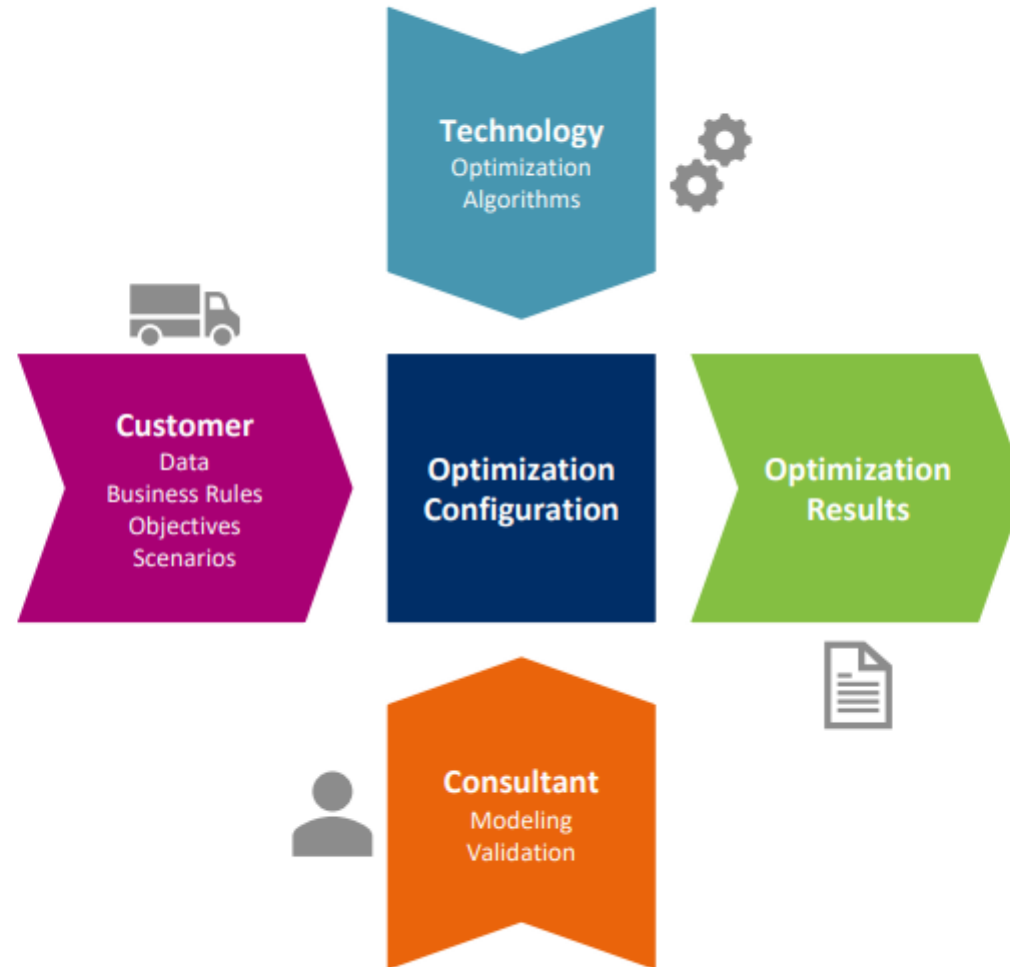 Technology
Optimization
Algorithms
Customer
Data
Business Rules
Objectives
Scenarios
Optimization
Configuration
Optimization
Results
Consultant
Modeling
Validation